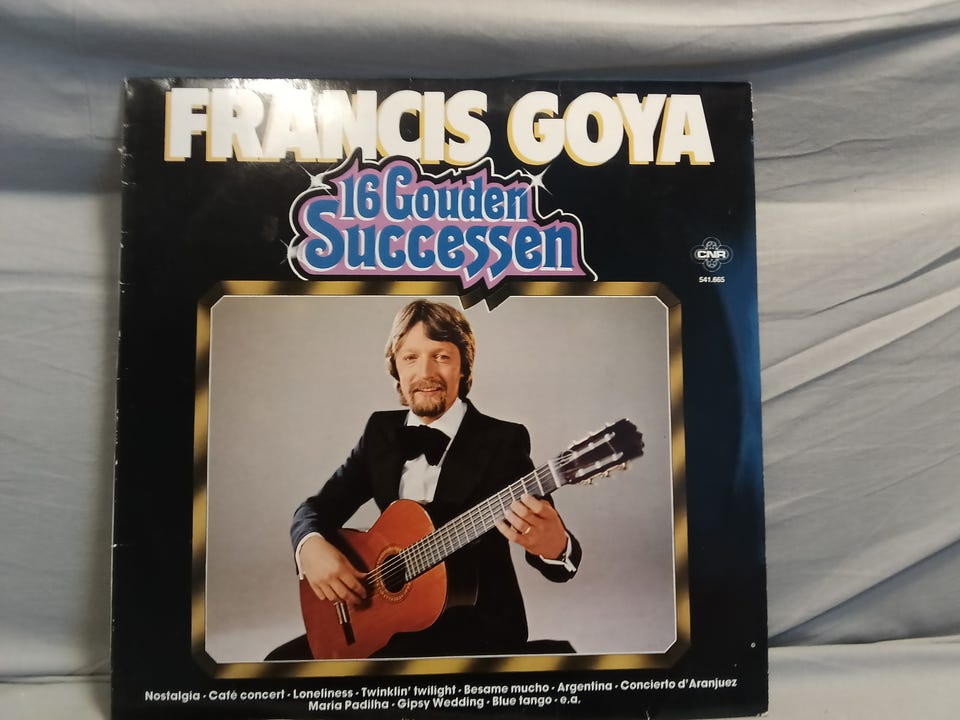 FRANCIS GOYA
16 Gouden
Successen
CNR
541.665
Nostalgia · Café concert · Loneliness · Twinklin' twilight · Besame mucho · Argentina · Concierto d'Aranjuez
Maria Padilha · Gipsy Wedding · Blue tango · e.a.